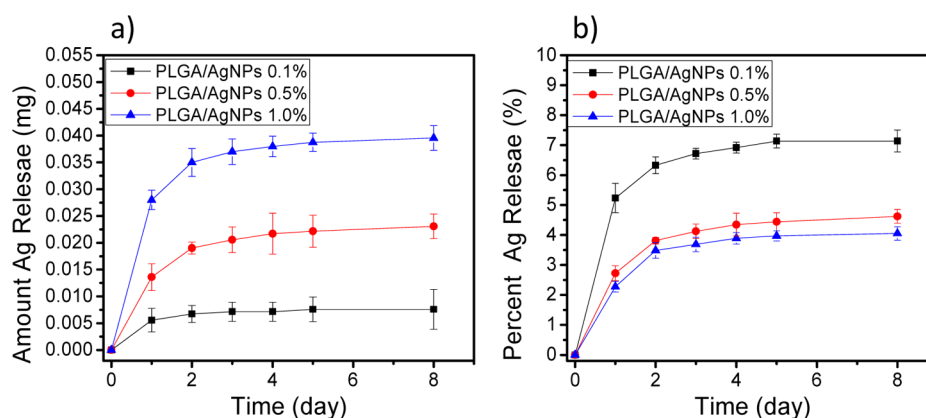 a)
PLGA/AgNPs 0.1%
PLGA/AgNPs 0.5%
PLGA/AgNPs 1.0%
Amount Ag Relesae (mg)
0.055
0.050
0.045
0.040
0.035
0.030
0.025
0.020
0.015
0.010
0.005
0.000
0 2 4 6 8
Time (day)
b)
PLGA/AgNPs 0.1%
PLGA/AgNPs 0.5%
PLGA/AgNPs 1.0%
Percent Ag Relesae (%)
10
9
8
7
6
5
4
3
2
1
0
0 2 4 6 8
Time (day)